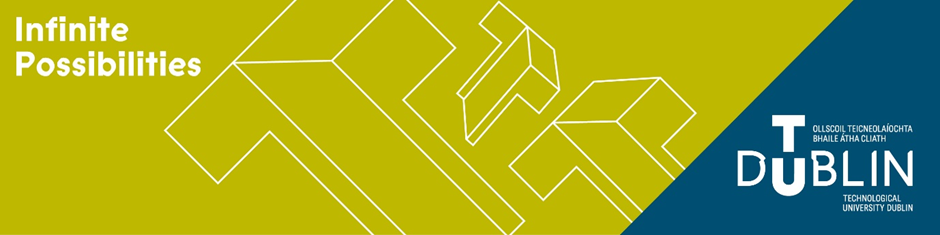 Infinite
Possibilities
OLLSCOIL TEICNEOLAÍOCHTA
BHAILE ÁTHA CLIATH
TU
DUBLIN
TECHNOLOGICAL
UNIVERSITY DUBLIN